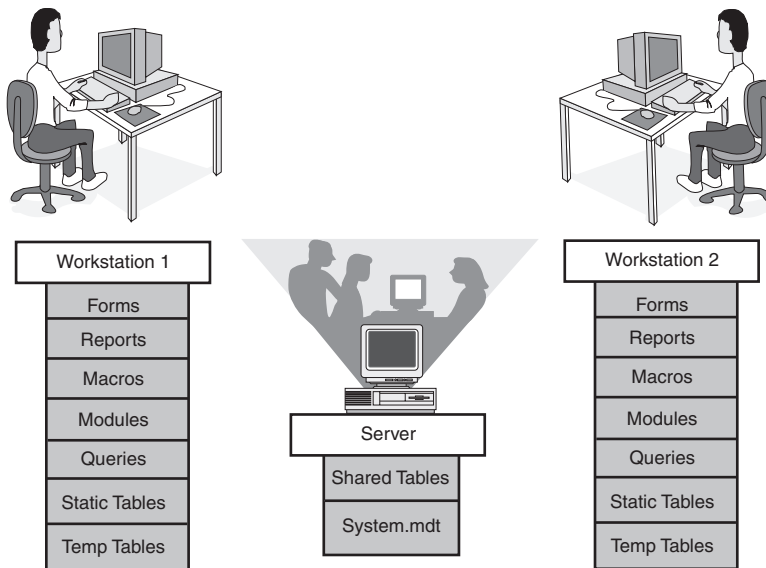 Workstation 1
Forms
Reports
Macros
Modules
Queries
Static Tables
Temp Tables
Server
Shared Tables
System.mdt
Workstation 2
Forms
Reports
Macros
Modules
Queries
Static Tables
Temp Tables